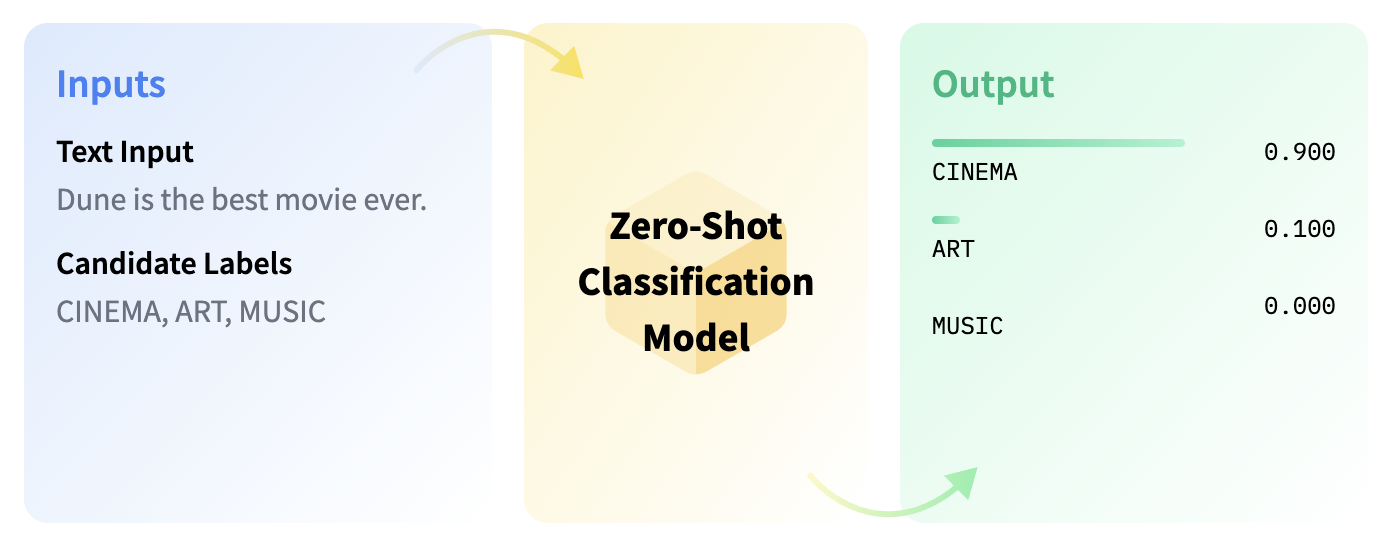 Inputs
Text Input
Dune is the best movie ever.
Candidate Labels
CINEMA, ART, MUSIC
Zero-Shot
Classification
Model
Output
CINEMA 0.900
ART 0.100
MUSIC 0.000